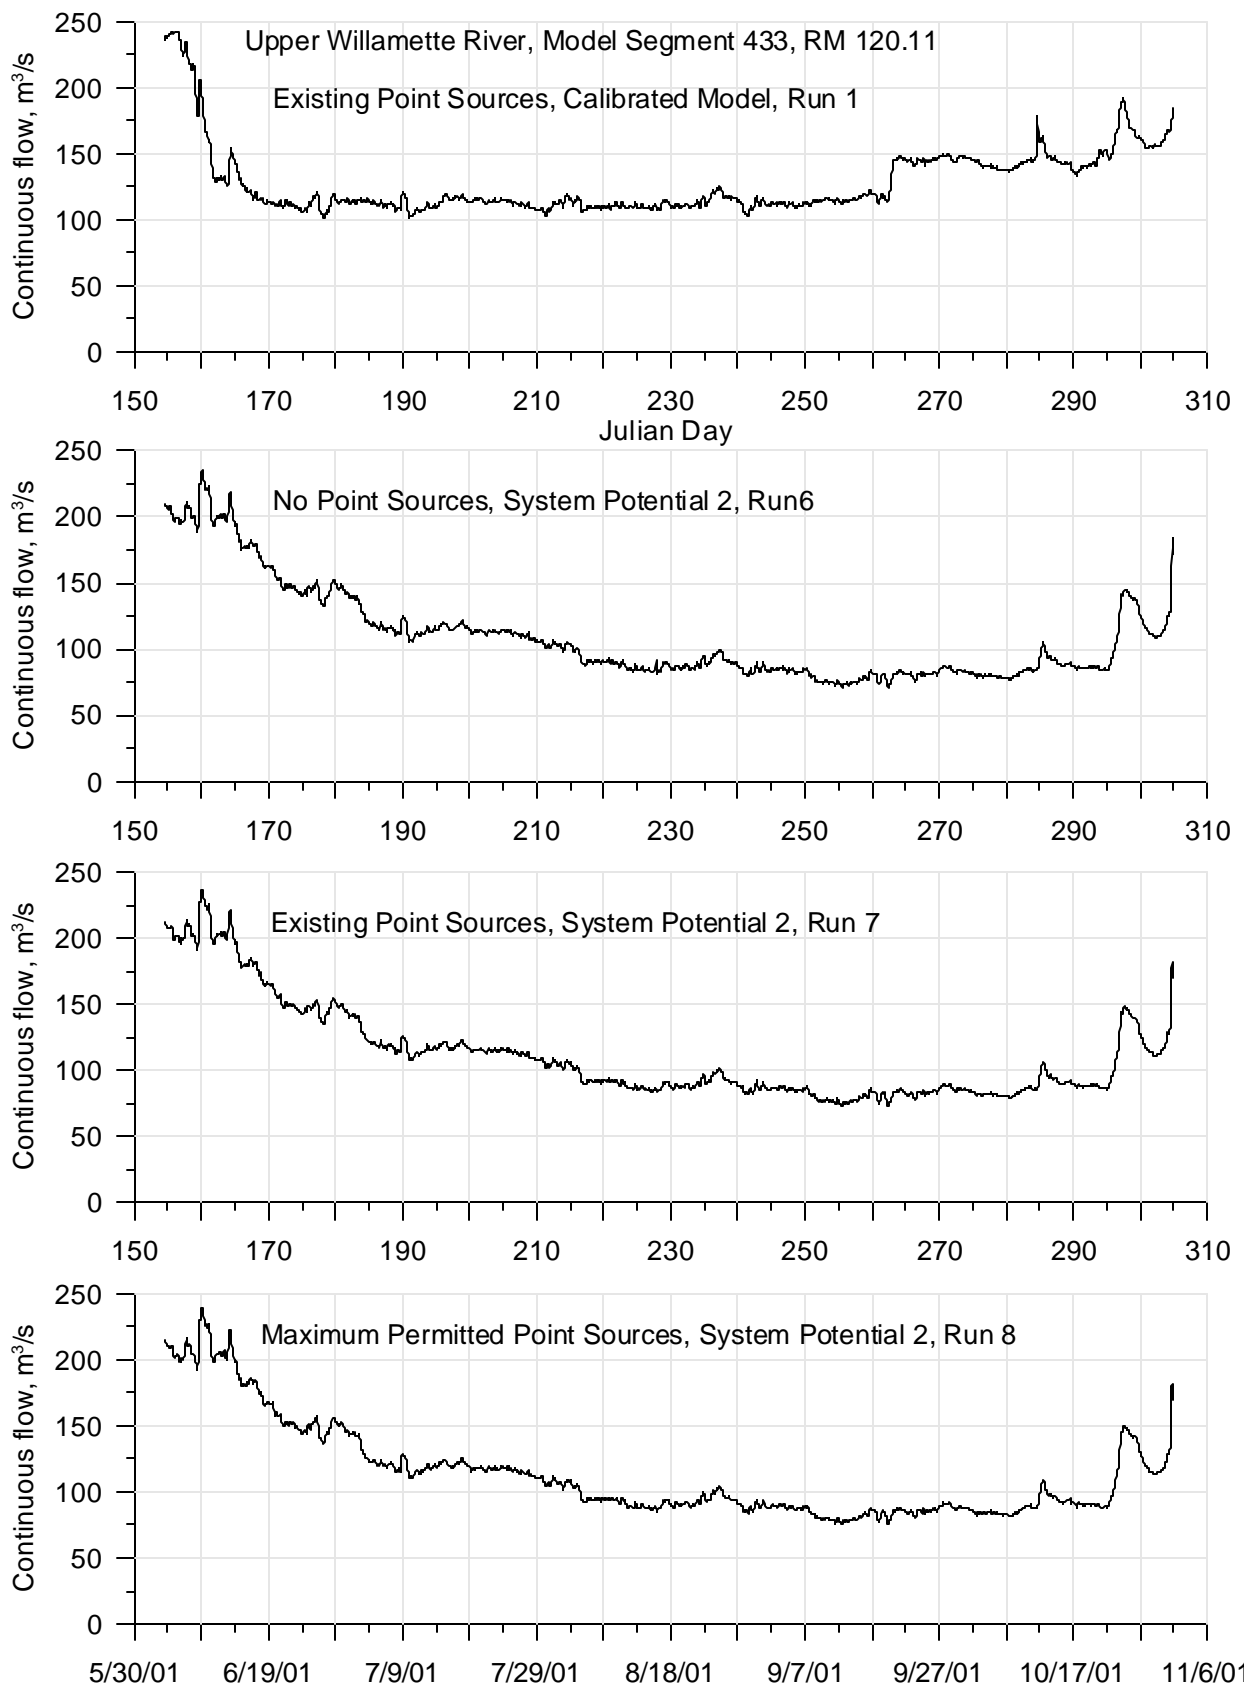 250
Upper Willamette River, Model Segment 433, RM 120.11
200
Existing Point Sources, Calibrated Model, Run 1
150
100
50
0
Continuous flow, m³/s
150 170 190 210 230 250 270 290 310
Julian Day
250
No Point Sources, System Potential 2, Run6
200
150
100
50
0
Continuous flow, m³/s
150 170 190 210 230 250 270 290 310
250
Existing Point Sources, System Potential 2, Run 7
200
150
100
50
0
Continuous flow, m³/s
150 170 190 210 230 250 270 290 310
250
Maximum Permitted Point Sources, System Potential 2, Run 8
200
150
100
50
0
Continuous flow, m³/s
5/30/01 6/19/01 7/9/01 7/29/01 8/18/01 9/7/01 9/27/01 10/17/01 11/6/01